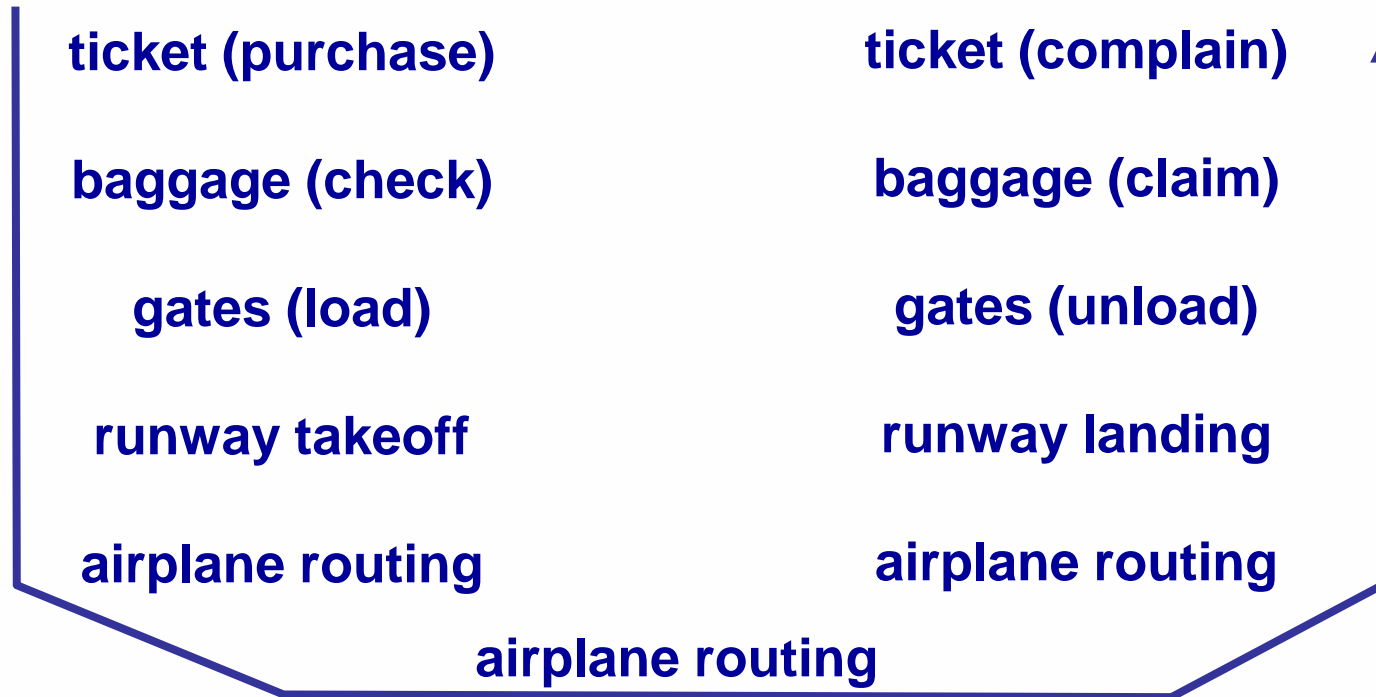 ticket (purchase)
baggage (check)
gates (load)
runway takeoff
airplane routing
ticket (complain)
baggage (claim)
gates (unload)
runway landing
airplane routing
airplane routing